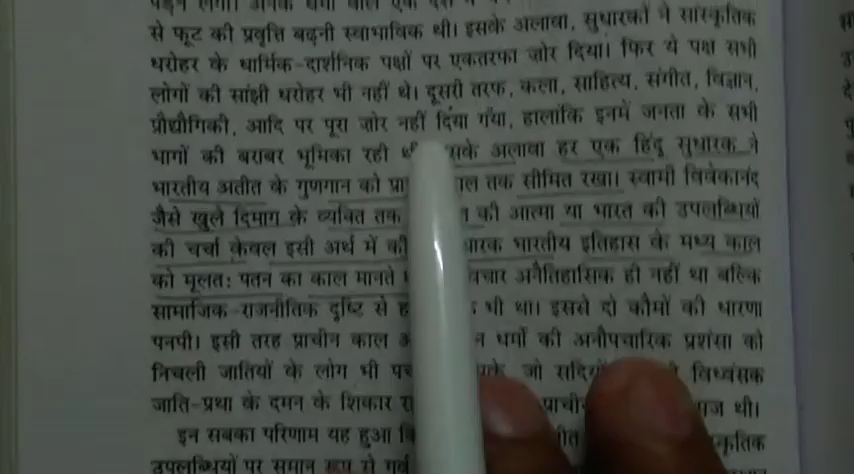 से फूट की प्रवृत्ति बढ़नी स्वाभाविक थी। इसके अलावा, सुधारकों ने सांस्कृतिक
धरोहर के धार्मिक-दार्शनिक पक्षों पर एकतरफा ज़ोर दिया। फिर ये पक्ष सभी
लोगों की सांझी धरोहर भी नहीं थे। दूसरी तरफ, कला, साहित्य, संगीत, विज्ञान,
प्रौद्योगिकी, आदि पर पूरा ज़ोर नहीं दिया गया, हालांकि इनमें जनता के सभी
भागों की बराबर भूमिका रही अलावा हर एक हिंदू सुधारक ने
भारतीय अतीत के गुणगान को तक सीमित रखा। स्वामी विवेकानंद
जैसे खुले दिमाग के व्यक्ति तक की आत्मा या भारत की उपलब्धियों
की चर्चा केवल इसी अर्थ में भारतीय इतिहास के मध्य काल
को मूलत: पतन का काल मानते अनैतिहासिक ही नहीं था बल्कि
सामाजिक-राजनीतिक दृष्टि से भी था। इससे दो कौमों की धारणा
पनपी। इसी तरह प्राचीन काल धर्मों की अनौपचारिक प्रशंसा को
निचली जातियों के लोग भी जो विध्वंसक
जाति-प्रथा के दमन के शिकार थी।
इन सबका परिणाम यह हुआ
उपलब्धियों पर समान रूप से गर्व